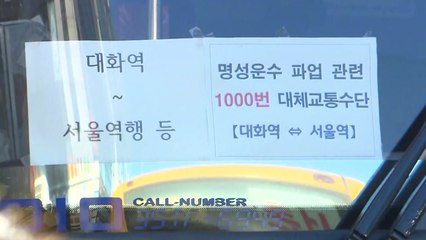 대화역
~
서울역행 등
명성운수 파업 관련
1000번 대체교통수단
【대화역 ⇔ 서울역】
CALL-NUMBER